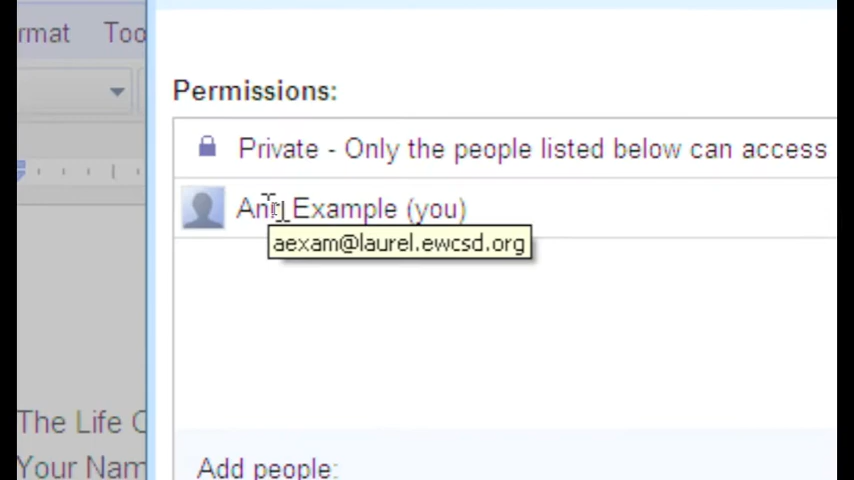 rmat Too
Permissions:
Private - Only the people listed below can access
Example (you)
aexam@laurel.ewcsd.org
The Life
Your Nam
Add people: